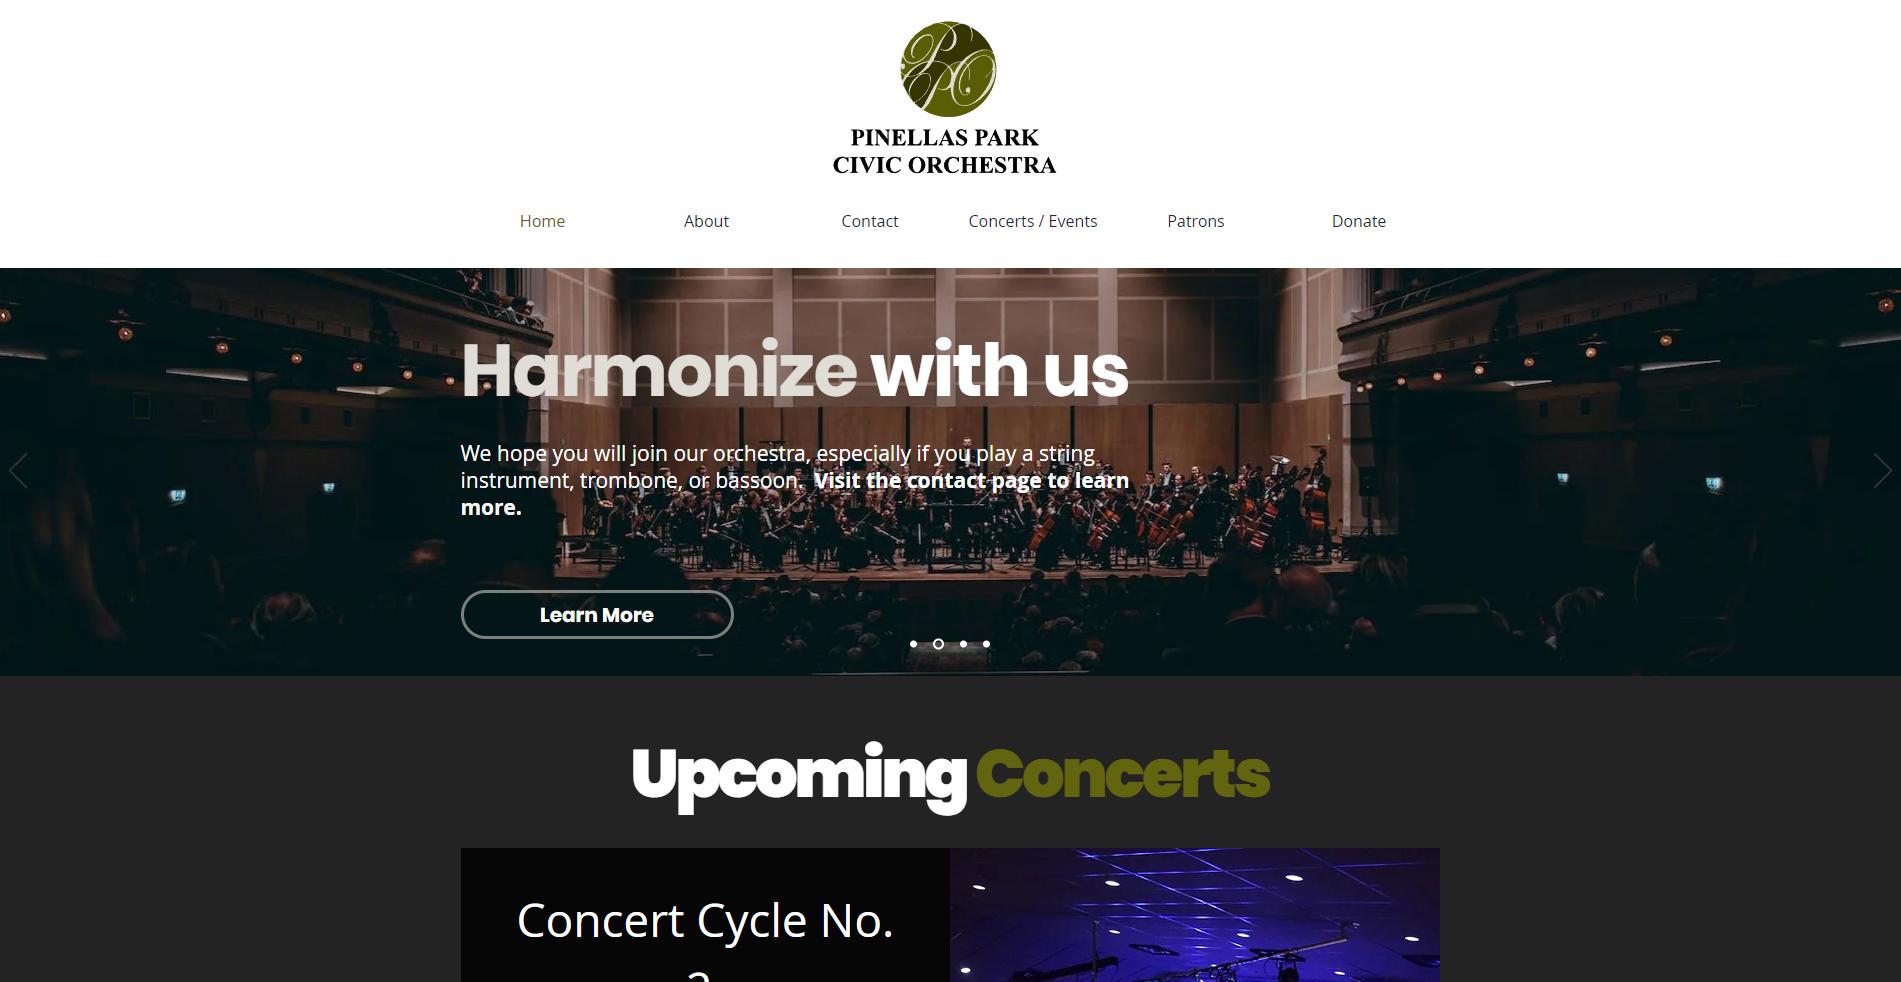 PPO
PINELLAS PARK
CIVIC ORCHESTRA
Home
About
Contact
Concerts / Events
Patrons
Donate
Harmonize with us
We hope you will join our orchestra, especially if you play a string
instrument, trombone, or bassoon. Visit the contact page to learn
more.
Learn More
Upcoming Concerts
Concert Cycle No.